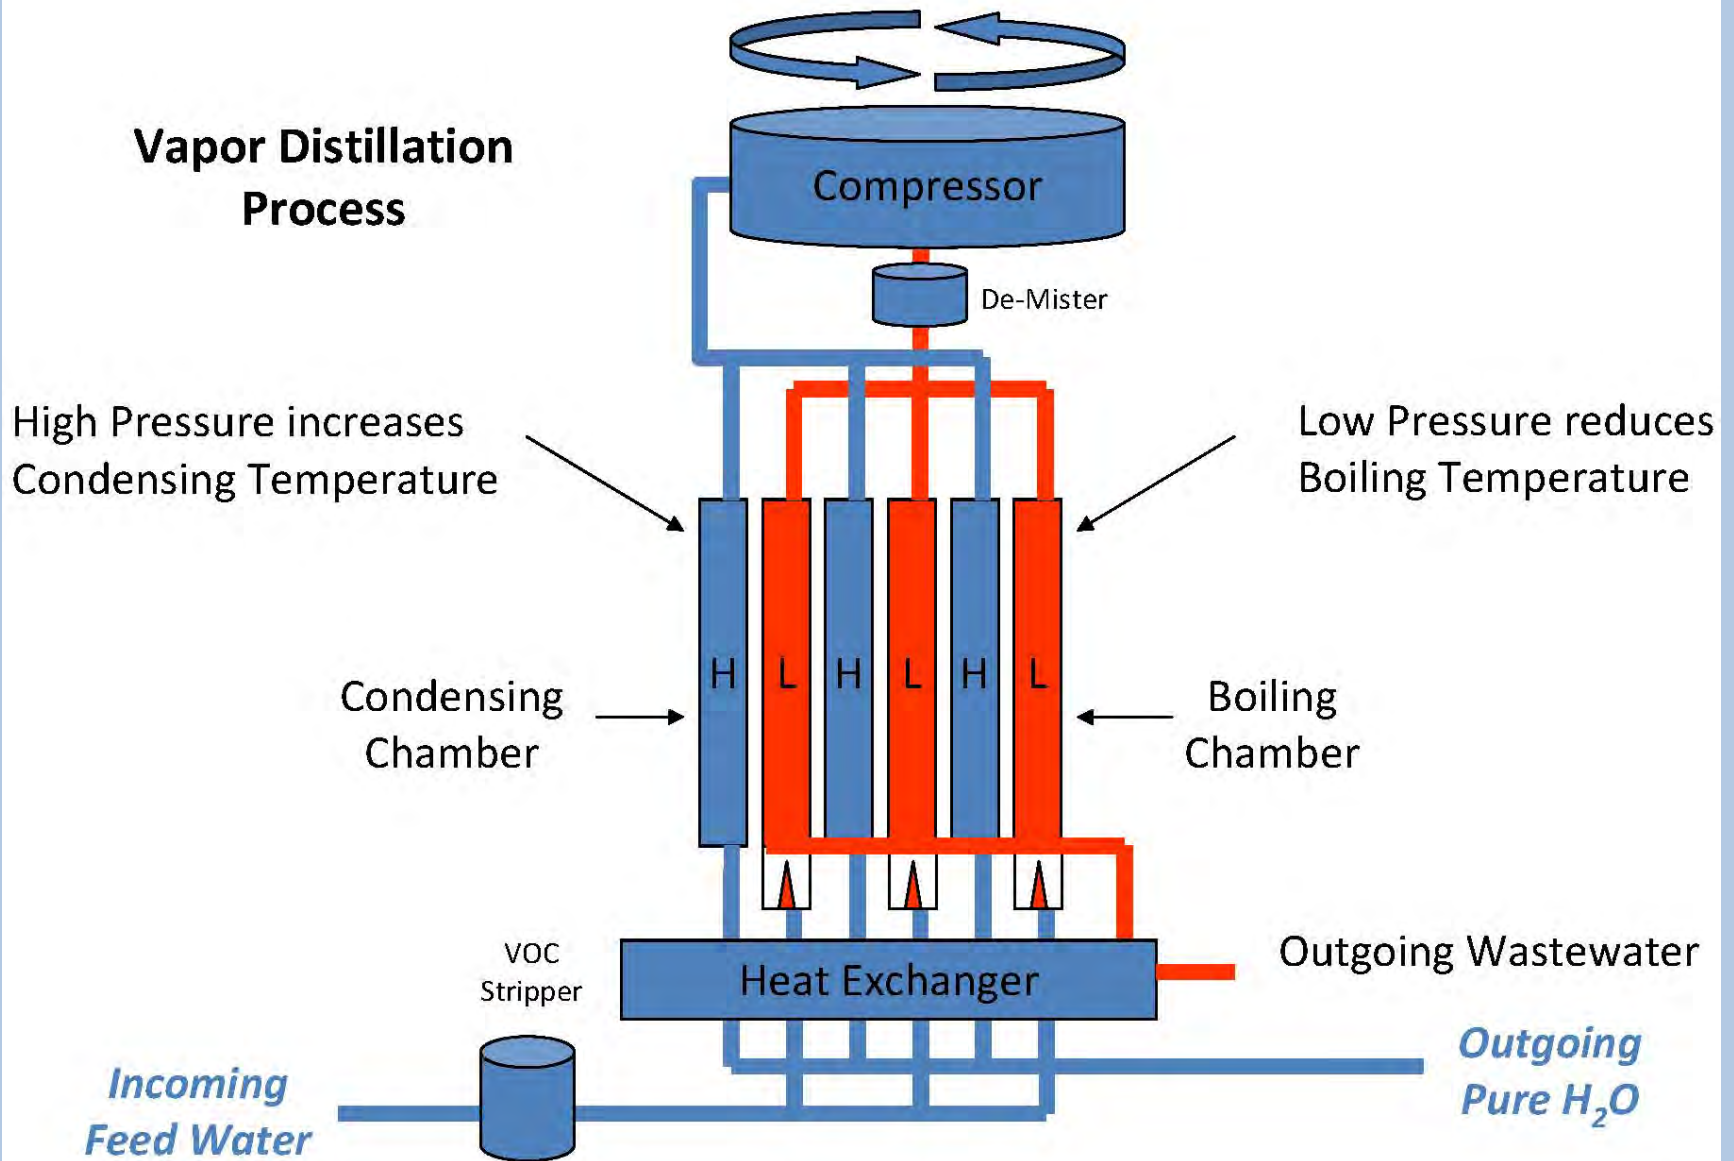 Vapor Distillation
Process
Compressor
De-Mister
High Pressure increases
Condensing Temperature
Low Pressure reduces
Boiling Temperature
H L H L H L
Condensing
Chamber
Boiling
Chamber
VOC
Stripper
Heat Exchanger
Outgoing Wastewater
Incoming
Feed Water
Outgoing
Pure H₂O